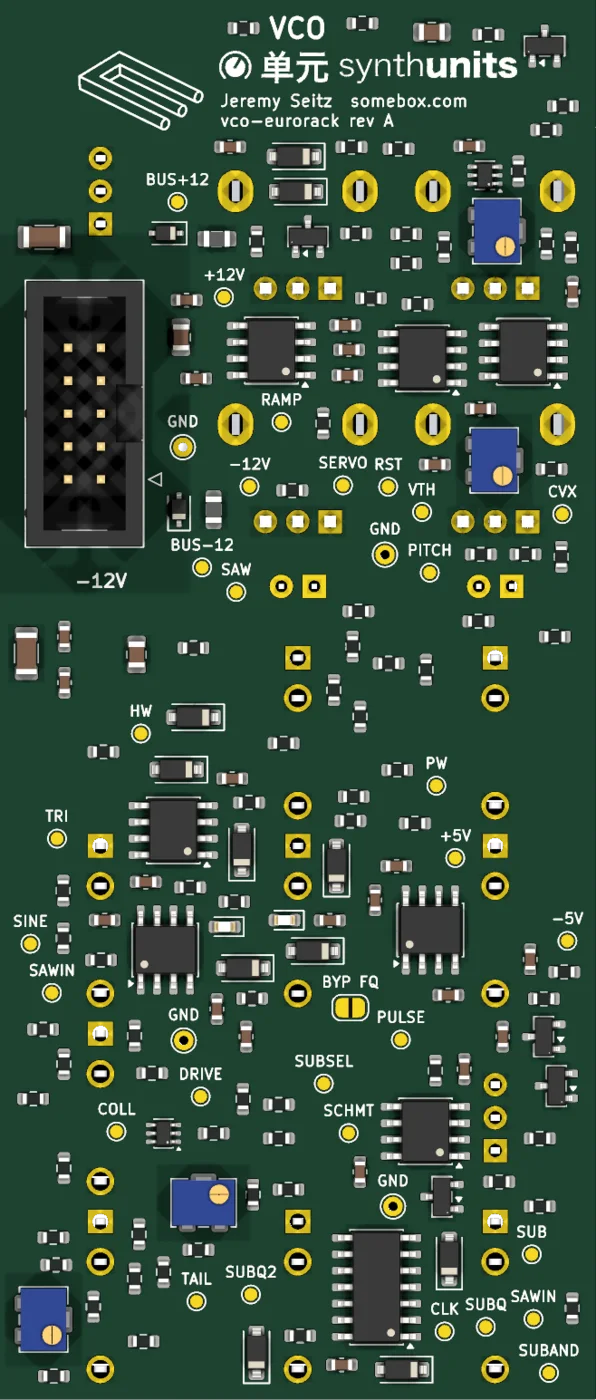 VCO
单元 synthunits
Jeremy Seitz somebox.com
vco-eurorack rev A
BUS+12
+12V
RAMP
GND
-12V
SERVO
RST
VTH
CVX
GND
PITCH
BUS-12
SAW
-12V
HW
PW
TRI
+5V
SINE
-5V
SAWIN
BYP FQ
GND
PULSE
SUBSEL
DRIVE
COLL
SCHMT
GND
SUB
TAIL
SUBQ2
CLK
SUBQ
SAWIN
SUBAND